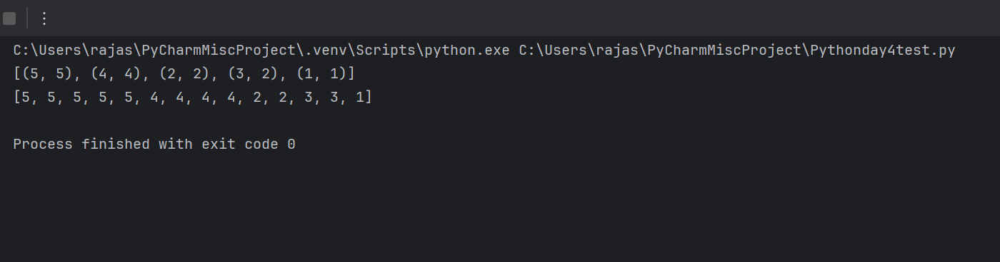 C:\Users\rajas\PyCharmMiscProject\.venv\Scripts\python.exe C:\Users\rajas\PyCharmMiscProject\Pythonday4test.py
[(5, 5), (4, 4), (2, 2), (3, 2), (1, 1)]
[5, 5, 5, 5, 5, 4, 4, 4, 4, 2, 2, 3, 3, 1]
Process finished with exit code 0